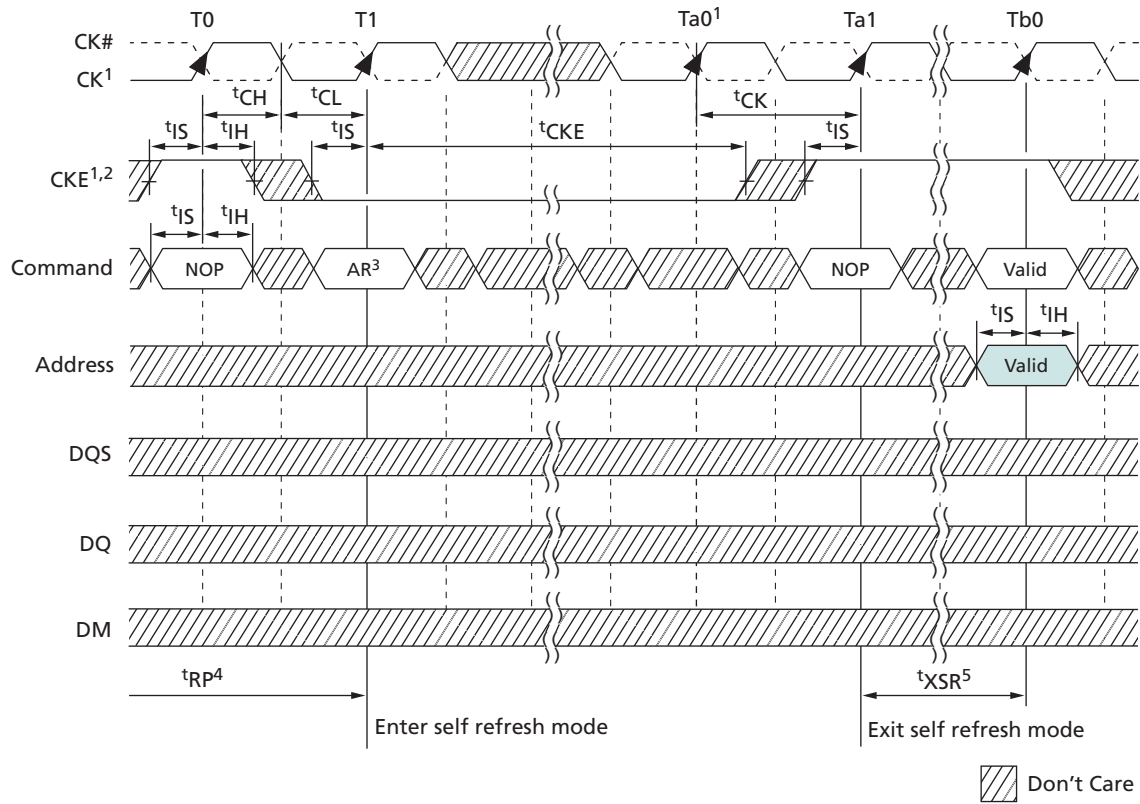 T0 T1 Ta0¹ Ta1 Tb0
CK#
CK¹
ᵗCH ᵗCL ᵗCK
ᵗIS ᵗIH ᵗIS ᵗCKE ᵗIS
CKE¹,²
ᵗIS ᵗIH
Command NOP AR³ NOP Valid
ᵗIS ᵗIH
Address Valid
DQS
DQ
DM
ᵗRP⁴ ᵗXSR⁵
Enter self refresh mode Exit self refresh mode
Don't Care